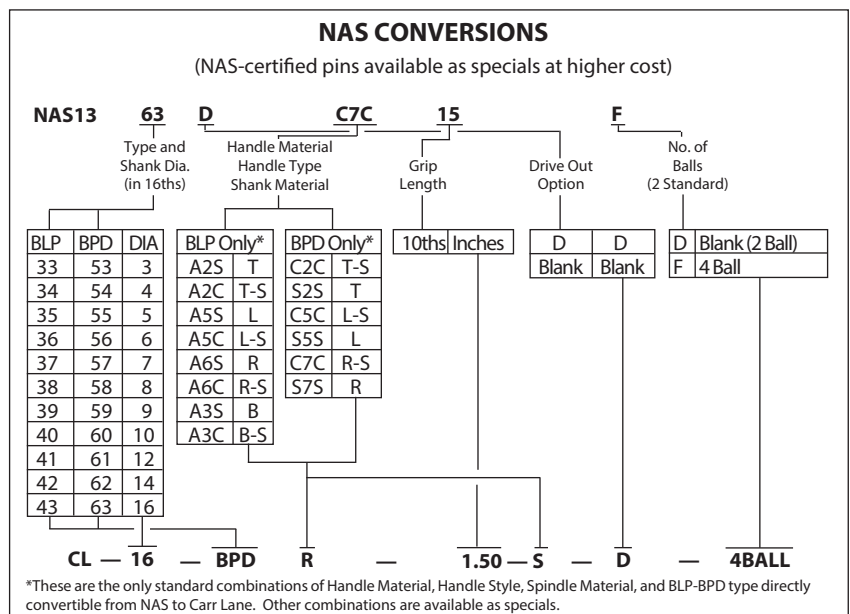 NAS CONVERSIONS
(NAS-certified pins available as specials at higher cost)
NAS13 63 D C7C 15 F
Type and
Shank Dia.
(in 16ths)
Handle Material
Handle Type
Shank Material
Grip
Length
Drive Out
Option
No. of
Balls
(2 Standard)
BLP BPD DIA
33 53 3
34 54 4
35 55 5
36 56 6
37 57 7
38 58 8
39 59 9
40 60 10
41 61 12
42 62 14
43 63 16
BLP Only*
A2S T
A2C T-S
A5S L
A5C L-S
A6S R
A6C R-S
A3S B
A3C B-S
BPD Only*
C2C T-S
S2S T
C5C L-S
S5S L
C7C R-S
S7S R
10ths Inches
D D
Blank Blank
D Blank (2 Ball)
F 4 Ball
CL — 16 — BPD R — 1.50 — S — D — 4BALL
*These are the only standard combinations of Handle Material, Handle Style, Spindle Material, and BLP-BPD type directly
convertible from NAS to Carr Lane. Other combinations are available as specials.